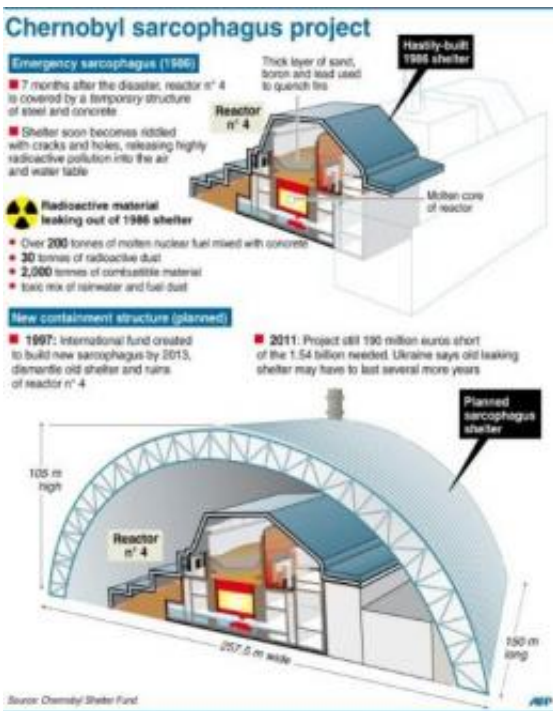 Chernobyl sarcophagus project
Emergency sarcophagus (1986)
7 months after the disaster, reactor n° 4
is covered by a temporary structure
of steel and concrete
Shelter soon becomes riddled
with cracks and holes, releasing highly
radioactive pollution into the air
and water table
Radioactive material
leaking out of 1986 shelter
Over 200 tonnes of molten nuclear fuel mixed with concrete
30 tonnes of radioactive dust
2,000 tonnes of combustible material
toxic mix of rainwater and fuel dust
Thick layer of sand,
boron and lead used
to quench fire
Hastily-built
1986 shelter
Reactor
n° 4
Molten core
of reactor
New containment structure (planned)
1997: International fund created
to build new sarcophagus by 2013,
dismantle old shelter and ruins
of reactor n° 4
2011: Project still 190 million euros short
of the 1.54 billion needed. Ukraine says old leaking
shelter may have to last several more years
Planned
sarcophagus
shelter
105 m
high
Reactor
n° 4
257.5 m wide
150 m
long
Source: Chernobyl Shelter Fund
AFP